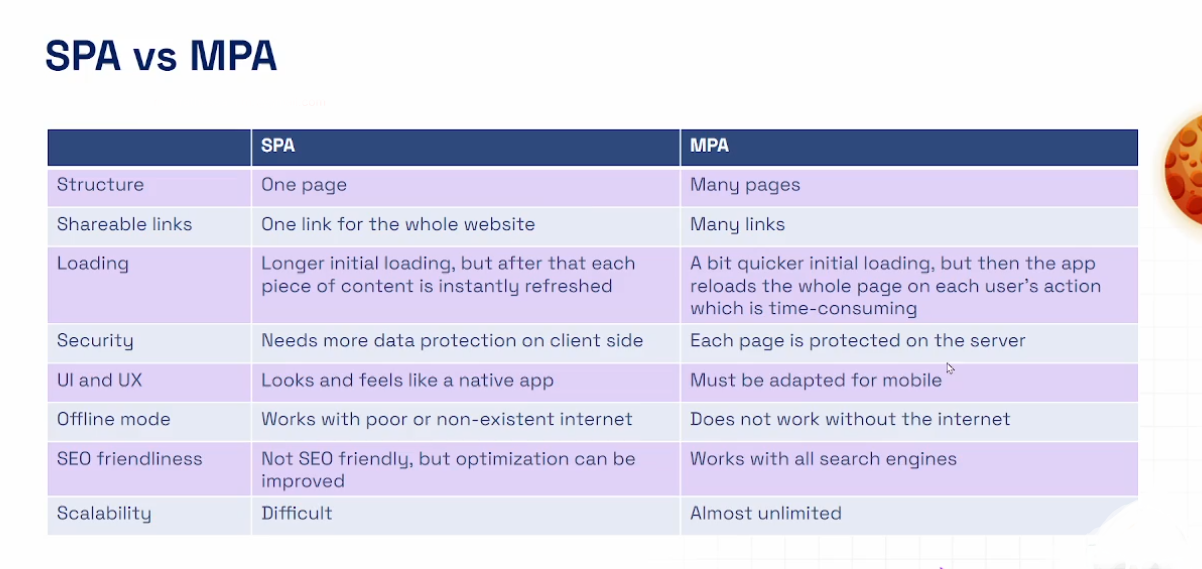 SPA vs MPA
SPA MPA
Structure One page Many pages
Shareable links One link for the whole website Many links
Loading Longer initial loading, but after that each A bit quicker initial loading, but then the app
piece of content is instantly refreshed reloads the whole page on each user's action
which is time-consuming
Security Needs more data protection on client side Each page is protected on the server
UI and UX Looks and feels like a native app Must be adapted for mobile
Offline mode Works with poor or non-existent internet Does not work without the internet
SEO friendliness Not SEO friendly, but optimization can be Works with all search engines
improved
Scalability Difficult Almost unlimited